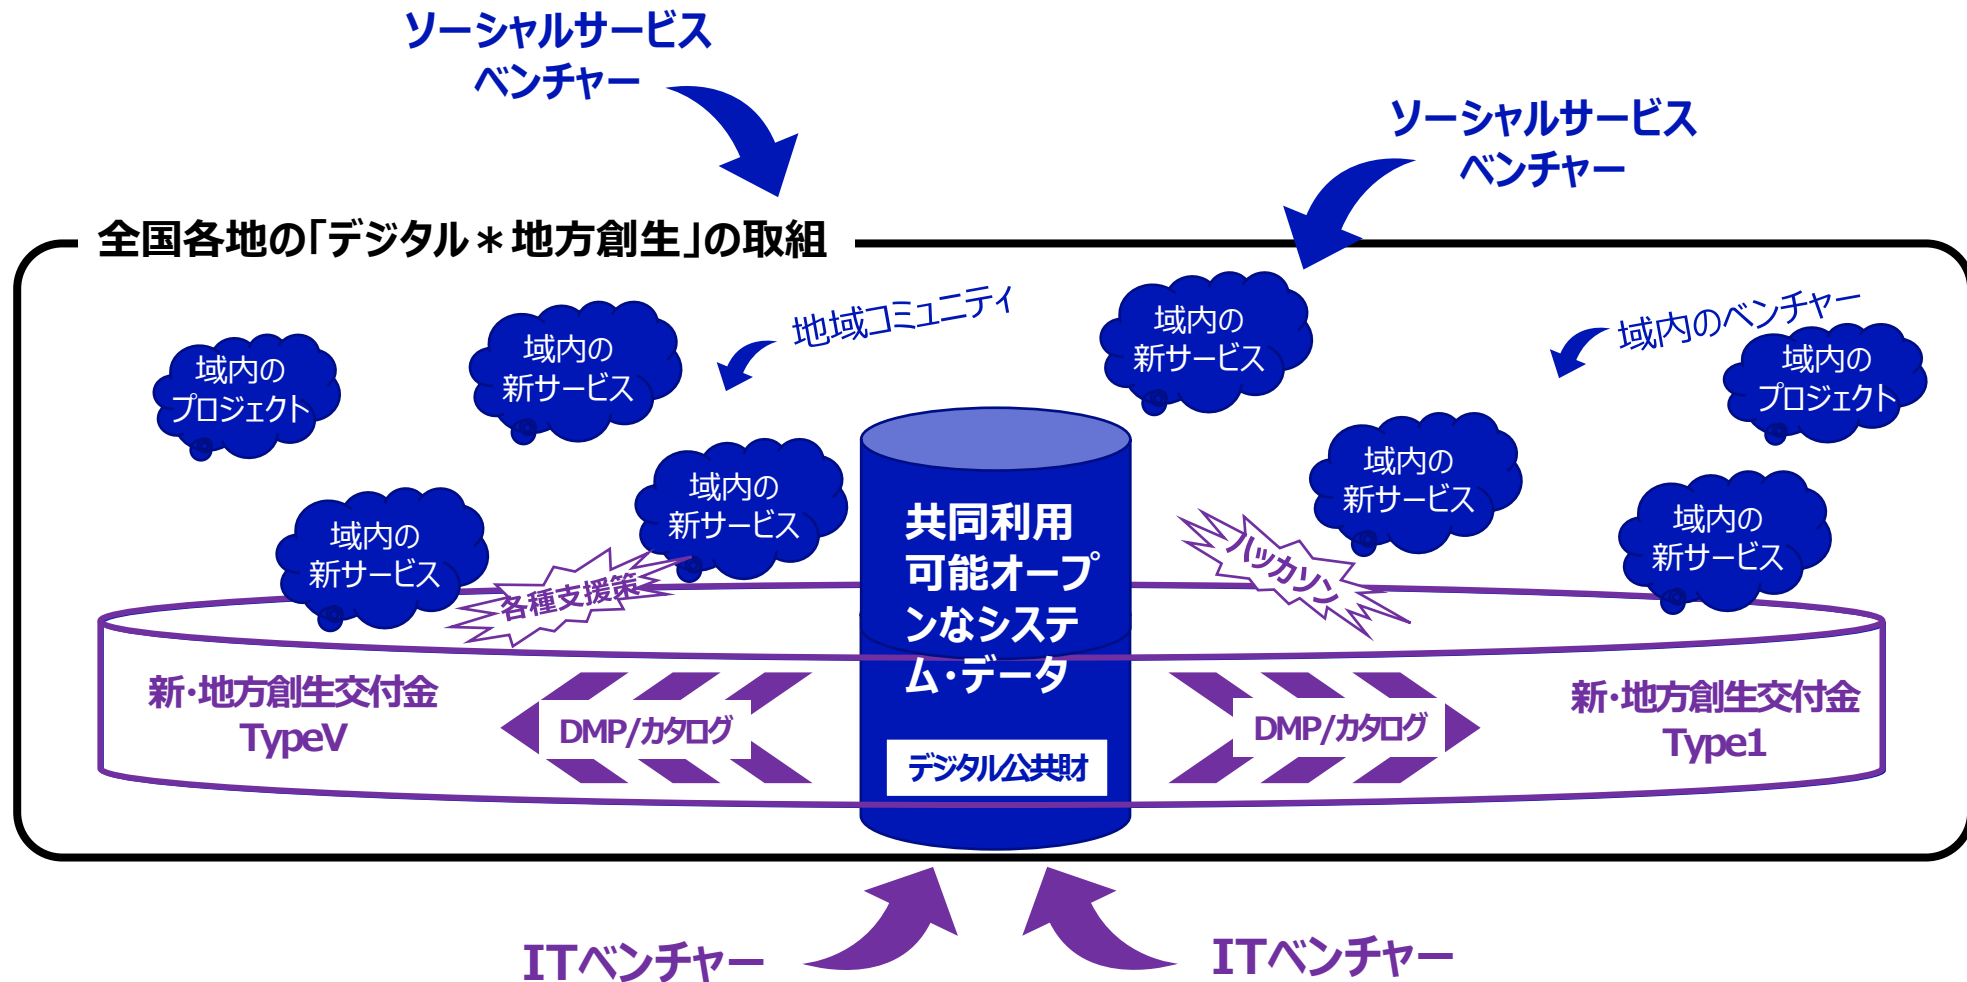 ソーシャルサービス
ベンチャー
ソーシャルサービス
ベンチャー
全国各地の「デジタル＊地方創生」の取組
地域コミュニティ
域内のベンチャー
域内の
プロジェクト
域内の
新サービス
域内の
新サービス
域内の
プロジェクト
域内の
新サービス
域内の
新サービス
域内の
新サービス
域内の
新サービス
各種支援策
ハッカソン
共同利用
可能オープ
ンなシステ
ム・データ
デジタル公共財
新・地方創生交付金
TypeV
DMP/カタログ
DMP/カタログ
新・地方創生交付金
Type1
ITベンチャー
ITベンチャー